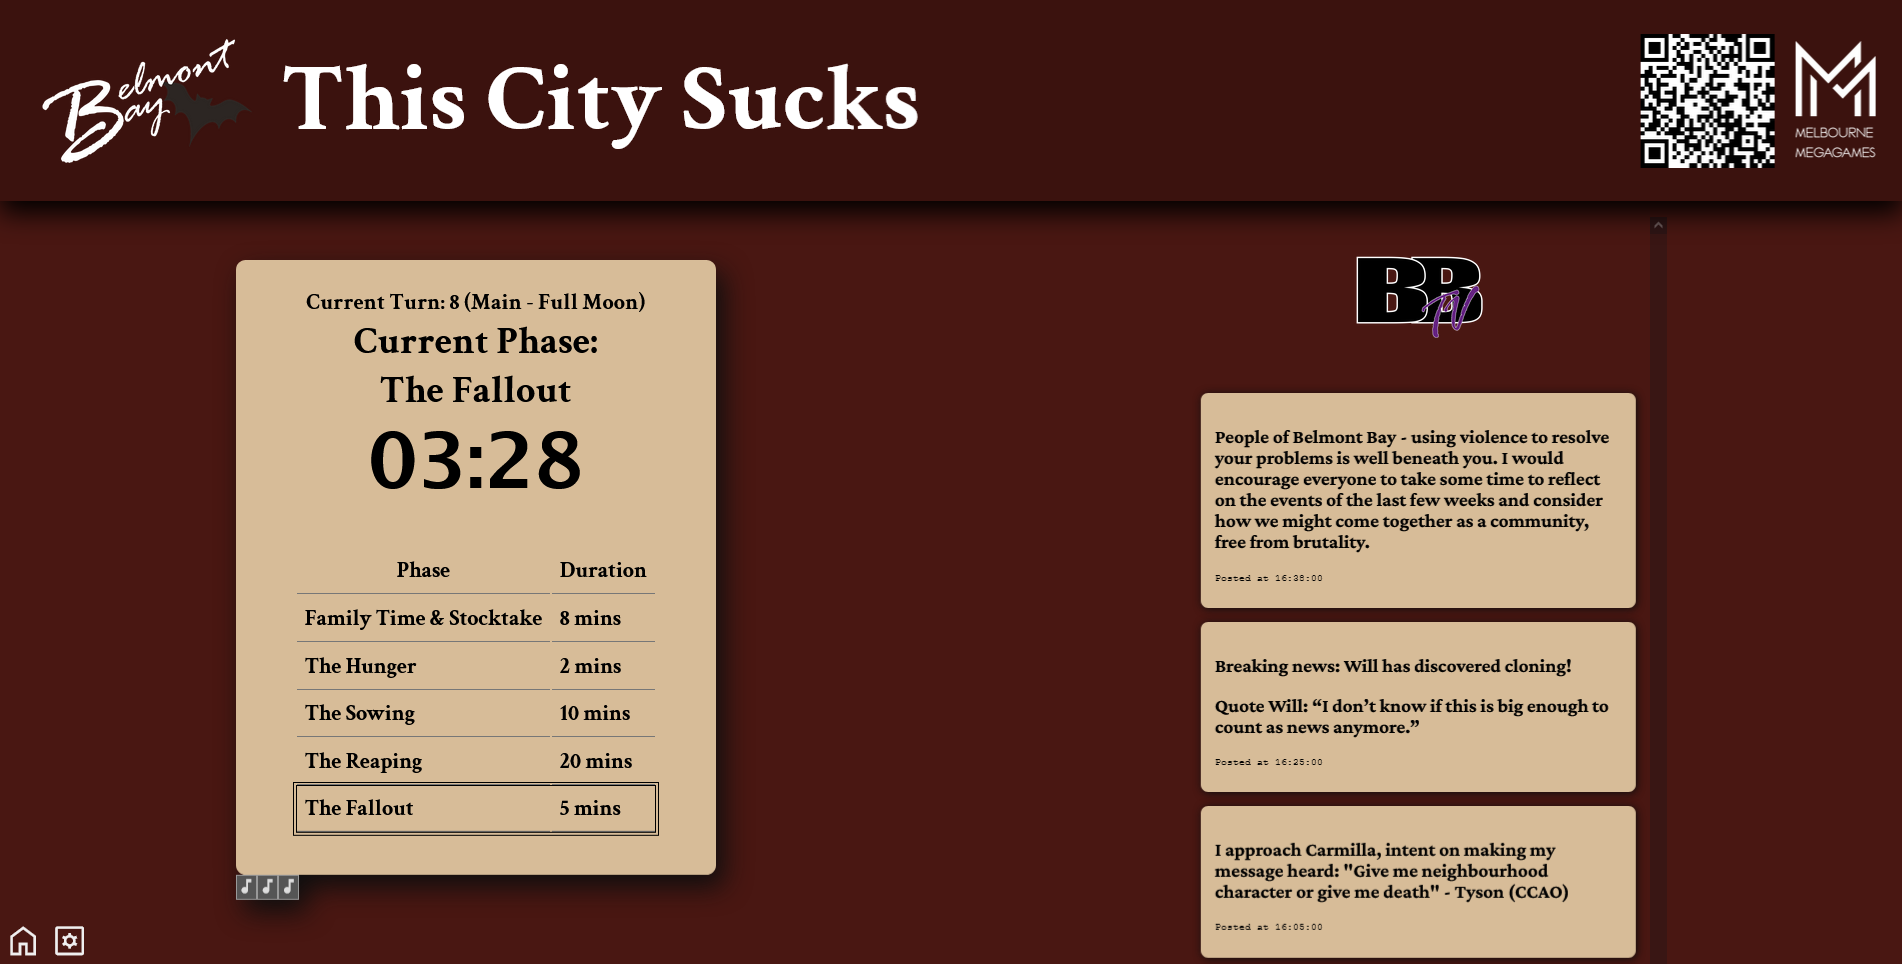 Belmont
Bay
This City Sucks
MELBOURNE
MEGAGAMES
Current Turn: 8 (Main - Full Moon)
Current Phase:
The Fallout
03:28
Phase Duration
Family Time & Stocktake 8 mins
The Hunger 2 mins
The Sowing 10 mins
The Reaping 20 mins
The Fallout 5 mins
BB
TV
People of Belmont Bay - using violence to resolve
your problems is well beneath you. I would
encourage everyone to take some time to reflect
on the events of the last few weeks and consider
how we might come together as a community,
free from brutality.
Posted at 16:38:00
Breaking news: Will has discovered cloning!
Quote Will: “I don’t know if this is big enough to
count as news anymore.”
Posted at 16:25:00
I approach Carmilla, intent on making my
message heard: "Give me neighbourhood
character or give me death" - Tyson (CCAO)
Posted at 16:05:00